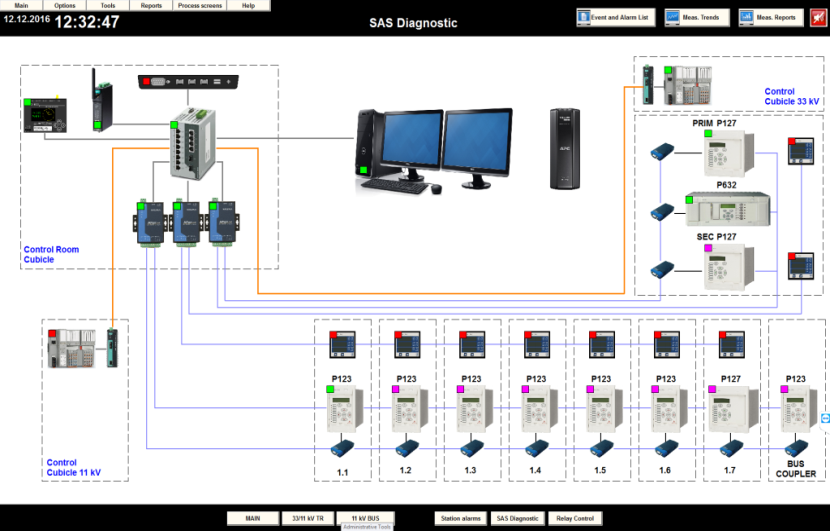 Main Options Tools Reports Process screens Help
12.12.2016 12:32:47
SAS Diagnostic
Event and Alarm List
Meas. Trends
Meas. Reports
Control
Cubicle 33 kV
PRIM P127
P632
SEC P127
APC
Control Room
Cubicle
P123 P123 P123 P123 P123 P123 P127 P123
1.1 1.2 1.3 1.4 1.5 1.6 1.7
BUS
COUPLER
Control
Cubicle 11 kV
MAIN 33/11 kV TR 11 kV BUS Station alarms SAS Diagnostic Relay Control
Administrative Tools